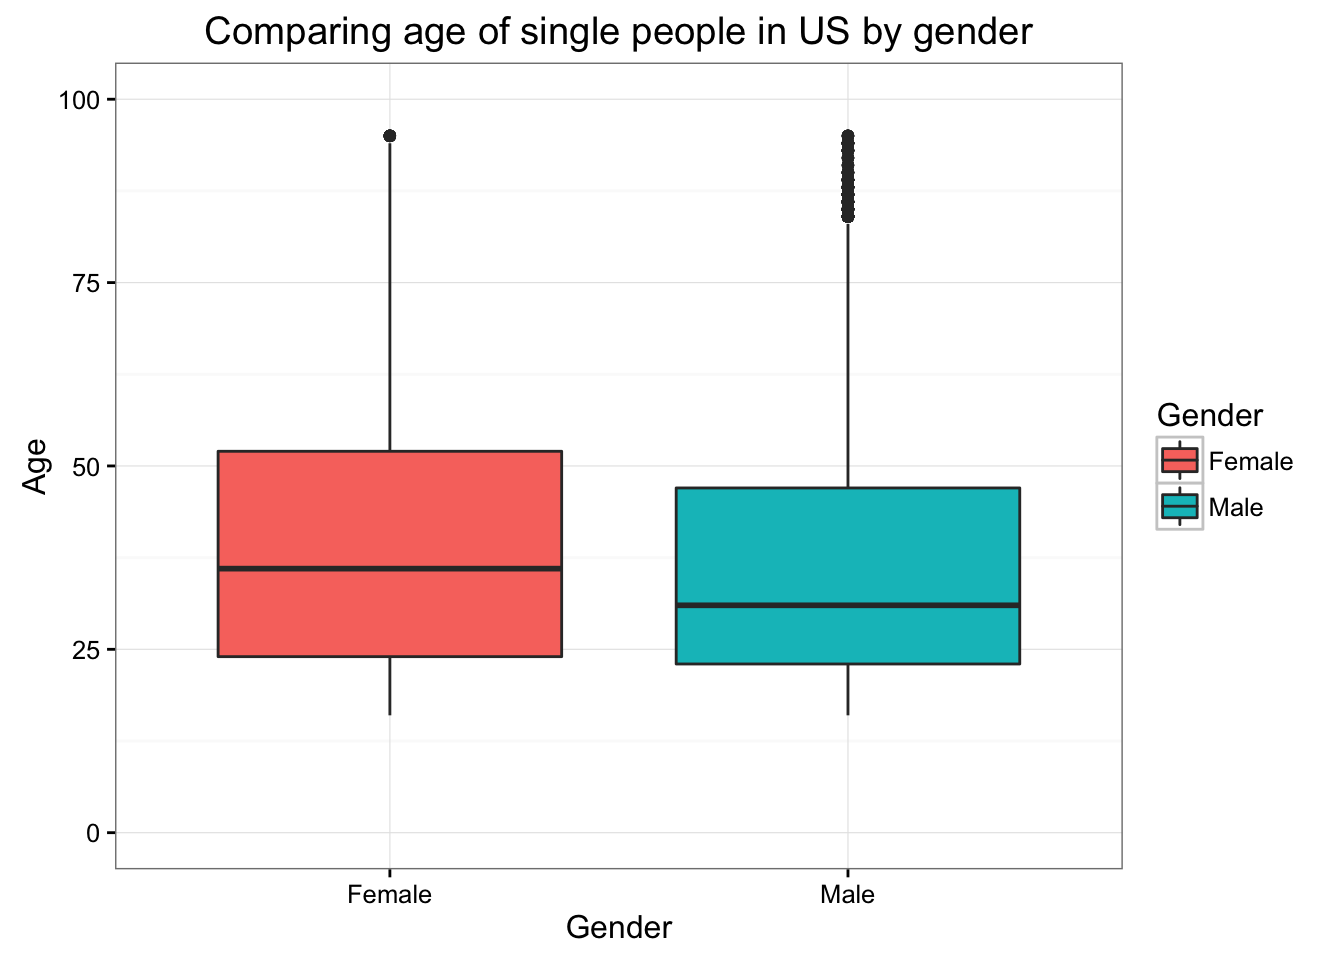 Comparing age of single people in US by gender
100
75
50
25
0
Age
Female
Male
Gender
Gender
Female
Male